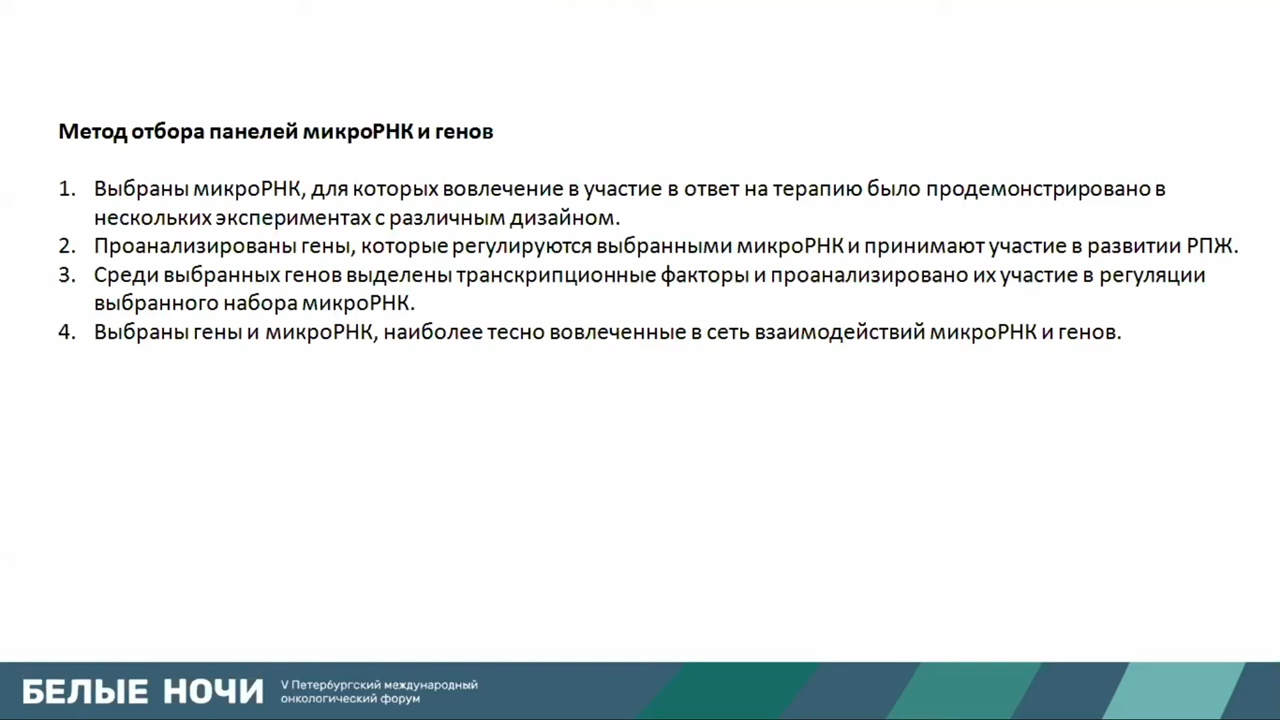 Метод отбора панелей микроРНК и генов
1. Выбраны микроРНК, для которых вовлечение в участие в ответ на терапию было продемонстрировано в
нескольких экспериментах с различным дизайном.
2. Проанализированы гены, которые регулируются выбранными микроРНК и принимают участие в развитии РПЖ.
3. Среди выбранных генов выделены транскрипционные факторы и проанализировано их участие в регуляции
выбранного набора микроРНК.
4. Выбраны гены и микроРНК, наиболее тесно вовлеченные в сеть взаимодействий микроРНК и генов.
БЕЛЫЕ НОЧИ
V Петербургский международный
онкологический форум